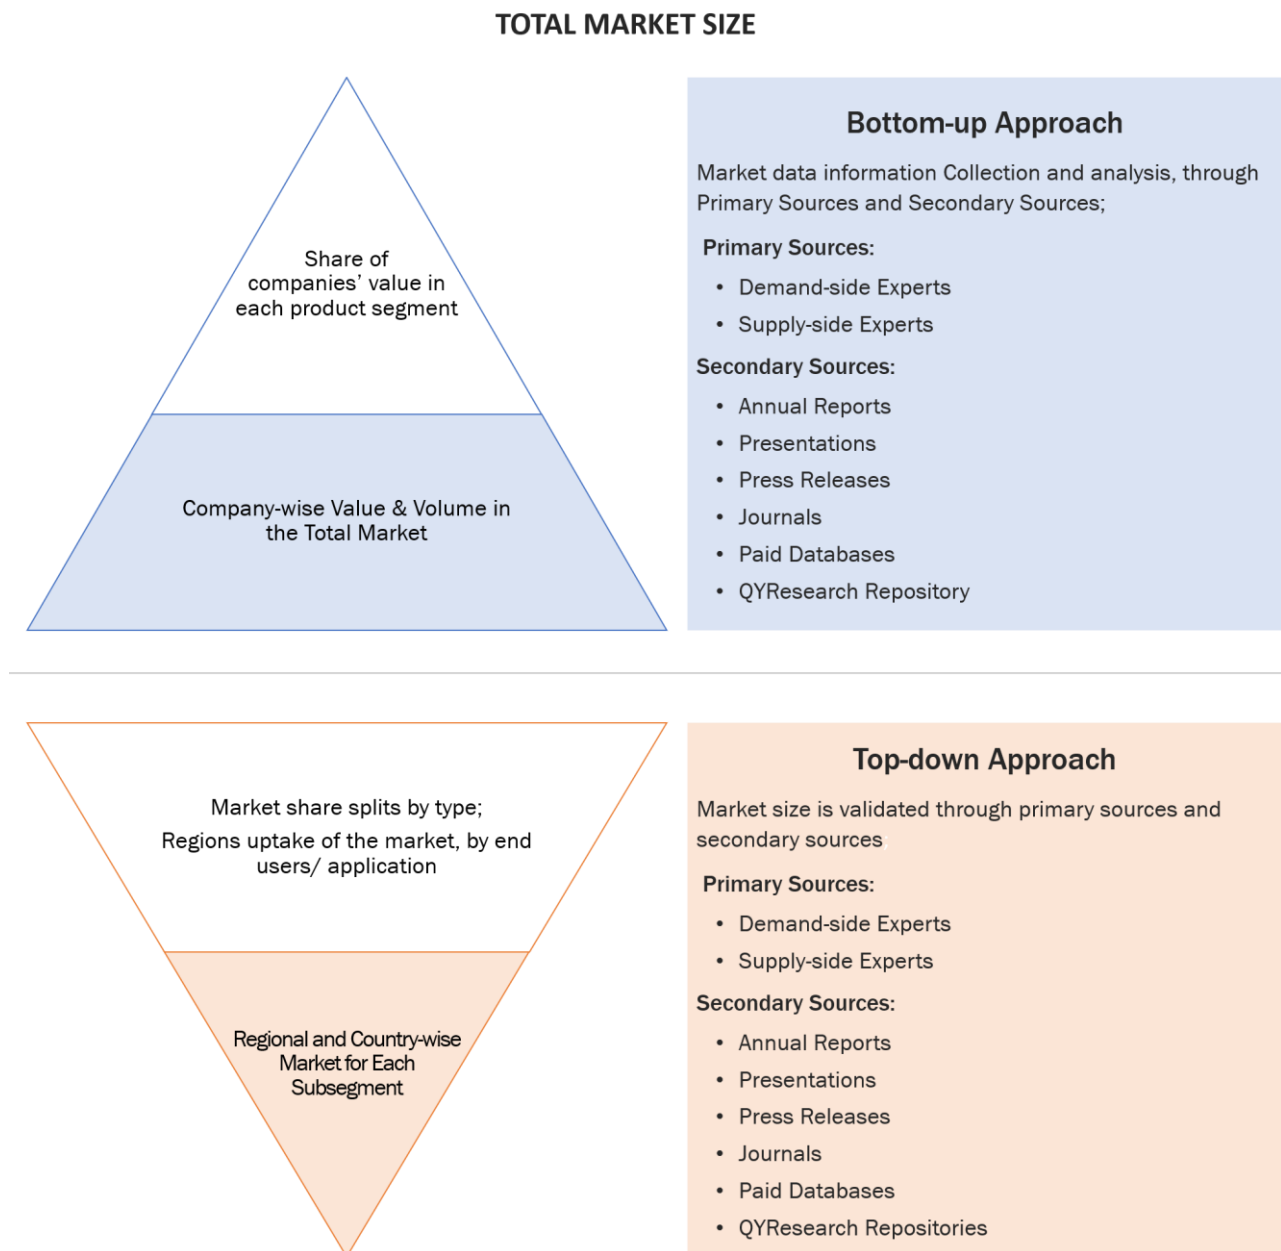 TOTAL MARKET SIZE
Share of
companies’ value in
each product segment
Company-wise Value & Volume in
the Total Market
Bottom-up Approach
Market data information Collection and analysis, through
Primary Sources and Secondary Sources;
Primary Sources:
• Demand-side Experts
• Supply-side Experts
Secondary Sources:
• Annual Reports
• Presentations
• Press Releases
• Journals
• Paid Databases
• QYResearch Repository
Market share splits by type;
Regions uptake of the market, by end
users/ application
Regional and Country-wise
Market for Each
Subsegment
Top-down Approach
Market size is validated through primary sources and
secondary sources;
Primary Sources:
• Demand-side Experts
• Supply-side Experts
Secondary Sources:
• Annual Reports
• Presentations
• Press Releases
• Journals
• Paid Databases
• QYResearch Repositories